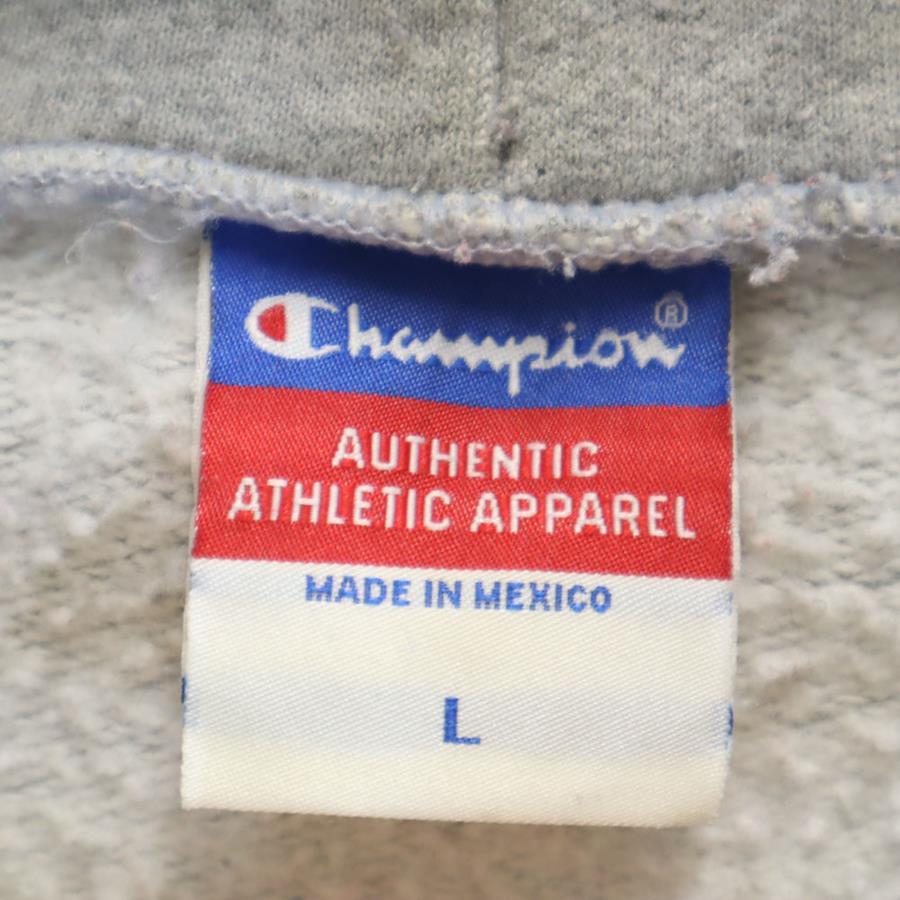 Champion®
AUTHENTIC
ATHLETIC APPAREL
MADE IN MEXICO
L